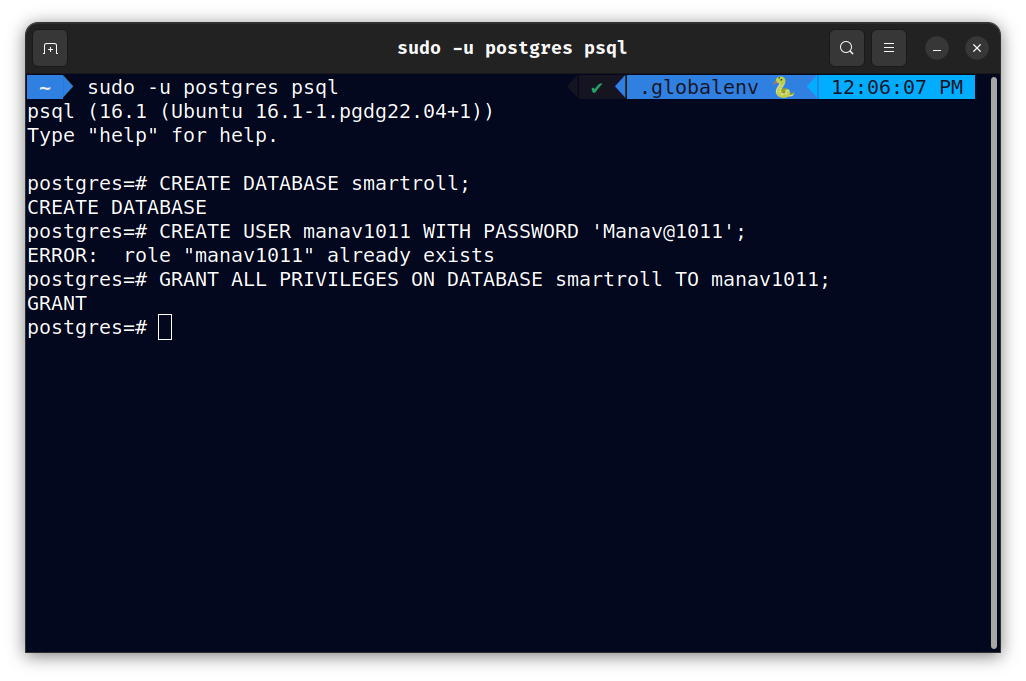 sudo -u postgres psql
~ sudo -u postgres psql ✔ .globalenv 🐍 12:06:07 PM
psql (16.1 (Ubuntu 16.1-1.pgdg22.04+1))
Type "help" for help.
postgres=# CREATE DATABASE smartroll;
CREATE DATABASE
postgres=# CREATE USER manav1011 WITH PASSWORD 'Manav@1011';
ERROR:  role "manav1011" already exists
postgres=# GRANT ALL PRIVILEGES ON DATABASE smartroll TO manav1011;
GRANT
postgres=#